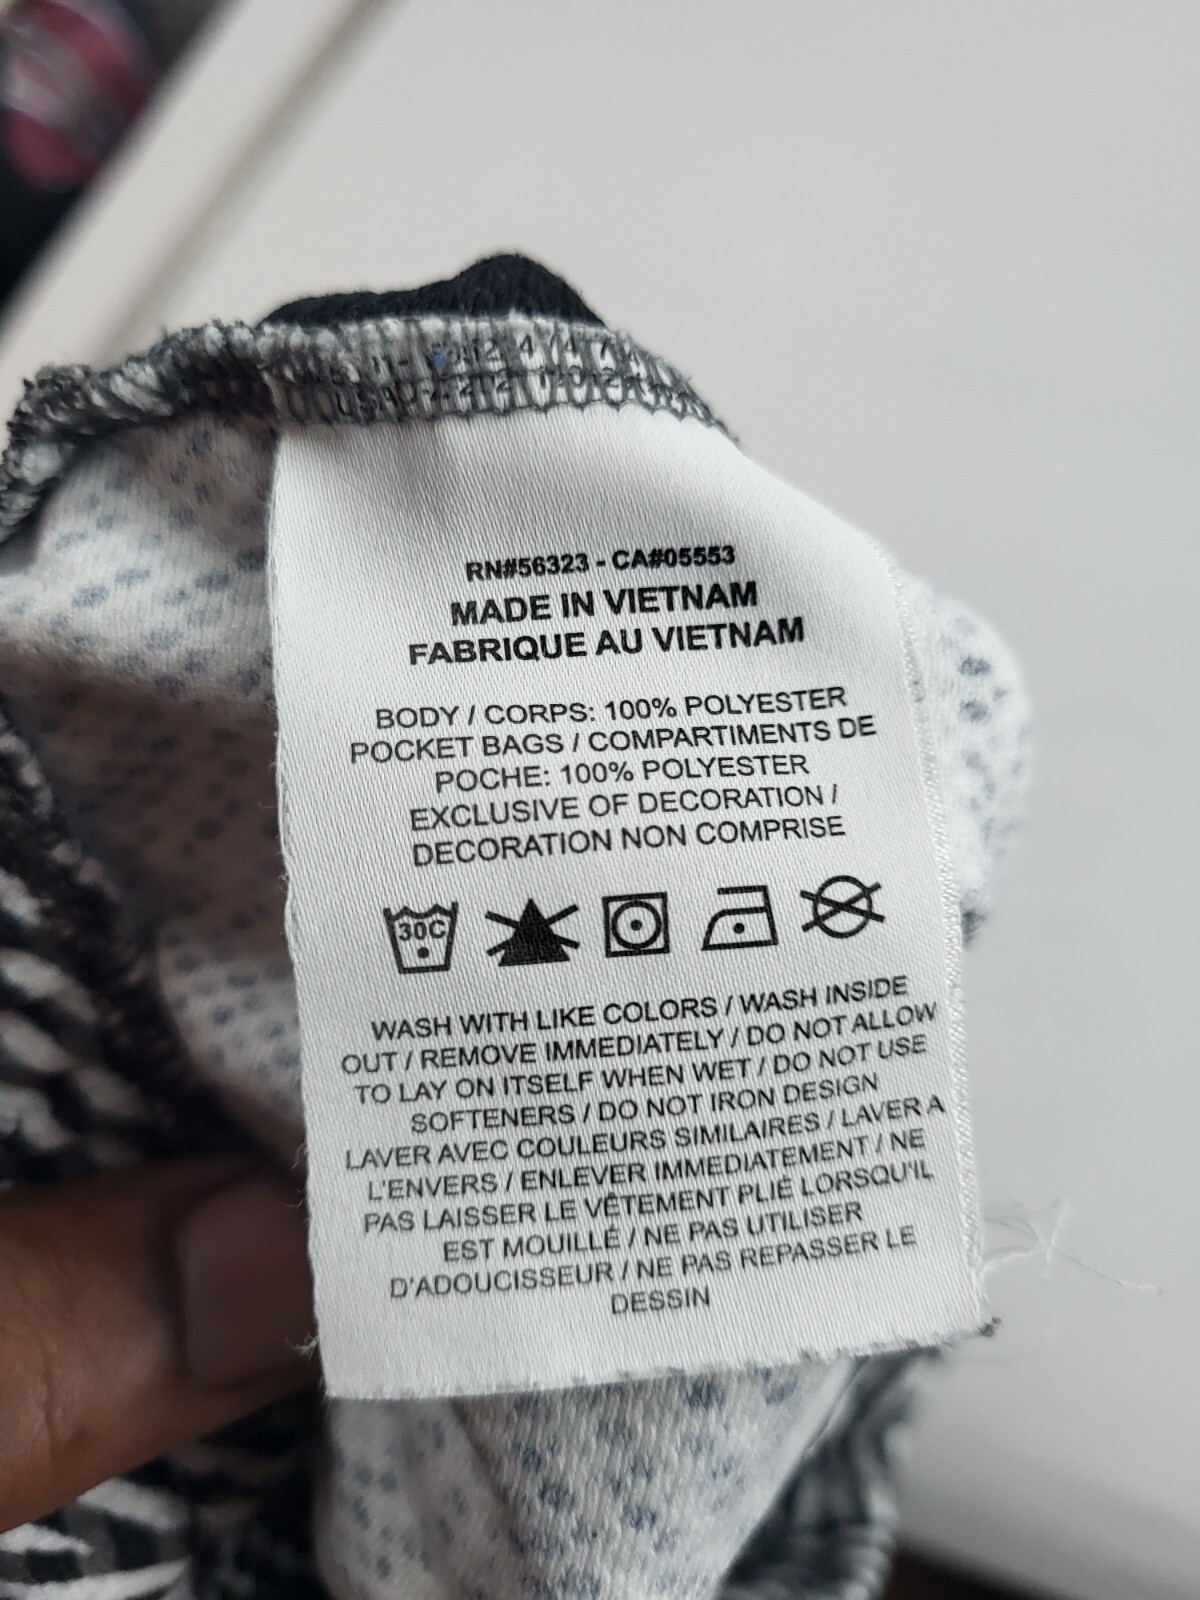 RN#56323 - CA#05553
MADE IN VIETNAM
FABRIQUE AU VIETNAM
BODY / CORPS: 100% POLYESTER
POCKET BAGS / COMPARTIMENTS DE
POCHE: 100% POLYESTER
EXCLUSIVE OF DECORATION /
DECORATION NON COMPRISE
30C
WASH WITH LIKE COLORS / WASH INSIDE
OUT / REMOVE IMMEDIATELY / DO NOT ALLOW
TO LAY ON ITSELF WHEN WET / DO NOT USE
SOFTENERS / DO NOT IRON DESIGN
LAVER AVEC COULEURS SIMILAIRES / LAVER A
L'ENVERS / ENLEVER IMMEDIATEMENT / NE
PAS LAISSER LE VÊTEMENT PLIÉ LORSQU'IL
EST MOUILLÉ / NE PAS UTILISER
D'ADOUCISSEUR / NE PAS REPASSER LE
DESSIN